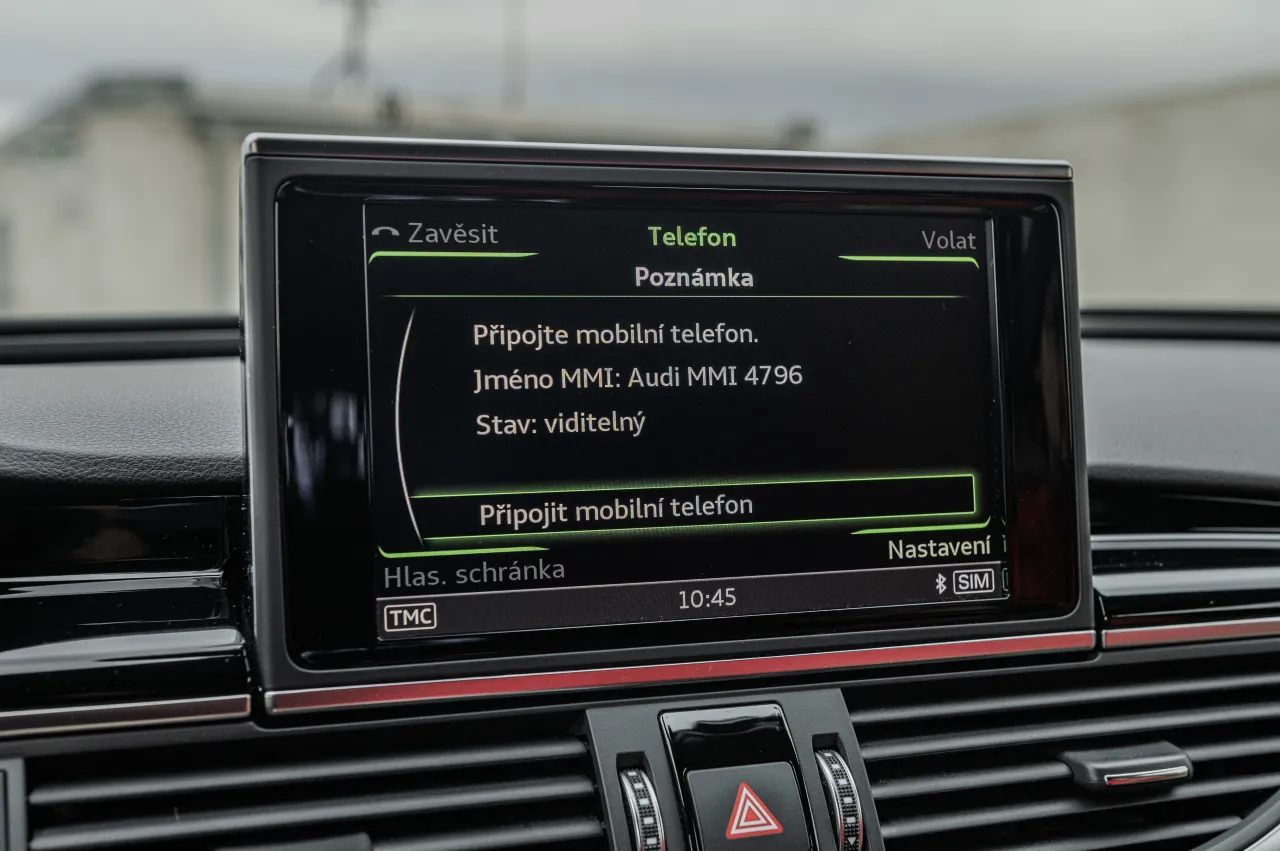 Zavěsit
Telefon
Volat
Poznámka
Připojte mobilní telefon.
Jméno MMI: Audi MMI 4796
Stav: viditelný
Připojit mobilní telefon
Nastavení
Hlas. schránka
TMC
10:45
SIM